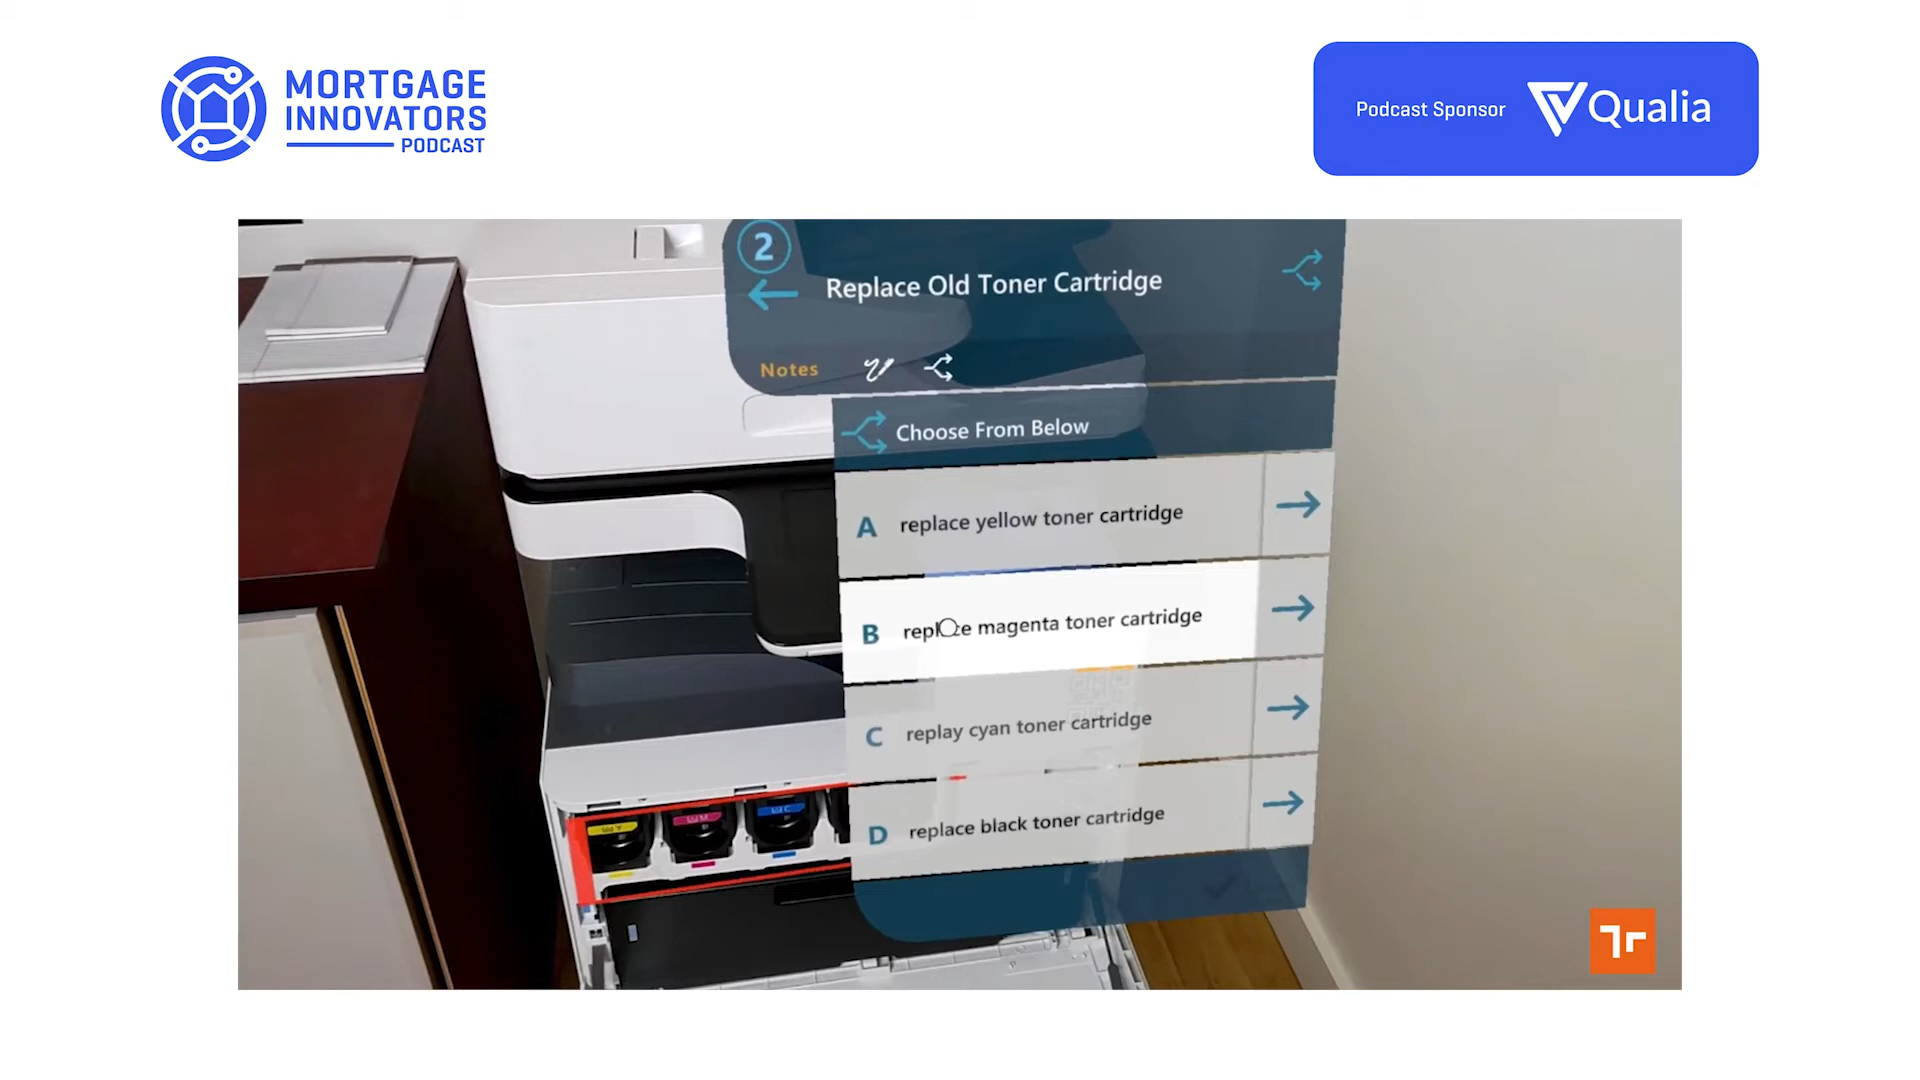 MORTGAGE
INNOVATORS
PODCAST
Podcast Sponsor
Qualia
2
Replace Old Toner Cartridge
Notes
Choose From Below
A replace yellow toner cartridge
B replace magenta toner cartridge
C replay cyan toner cartridge
D replace black toner cartridge